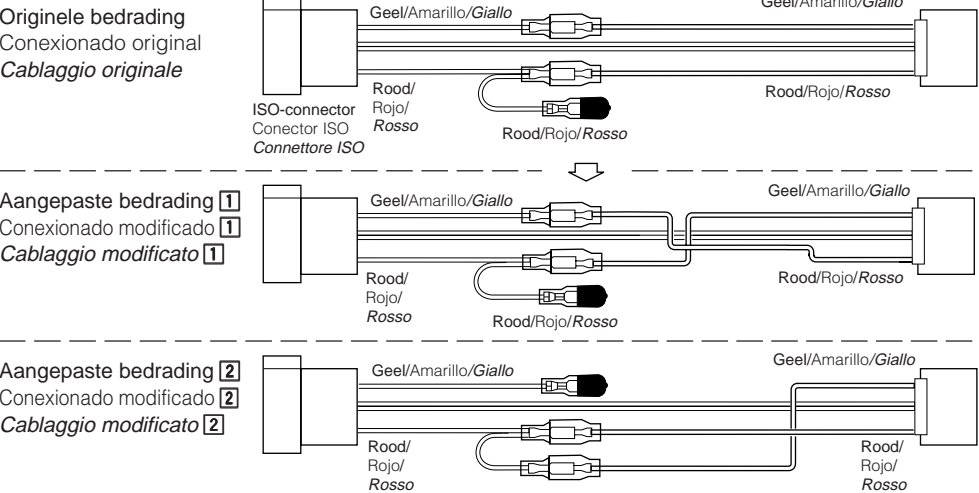 Originele bedrading
Conexionado original
Cablaggio originale
Geel/Amarillo/Giallo
Geel/Amarillo/Giallo
Rood/
Rojo/
Rosso
Rood/Rojo/Rosso
ISO-connector
Conector ISO
Connettore ISO
Rood/Rojo/Rosso
Aangepaste bedrading 1
Conexionado modificado 1
Cablaggio modificato 1
Geel/Amarillo/Giallo
Geel/Amarillo/Giallo
Rood/
Rojo/
Rosso
Rood/Rojo/Rosso
Rood/Rojo/Rosso
Aangepaste bedrading 2
Conexionado modificado 2
Cablaggio modificato 2
Geel/Amarillo/Giallo
Geel/Amarillo/Giallo
Rood/
Rojo/
Rosso
Rood/
Rojo/
Rosso